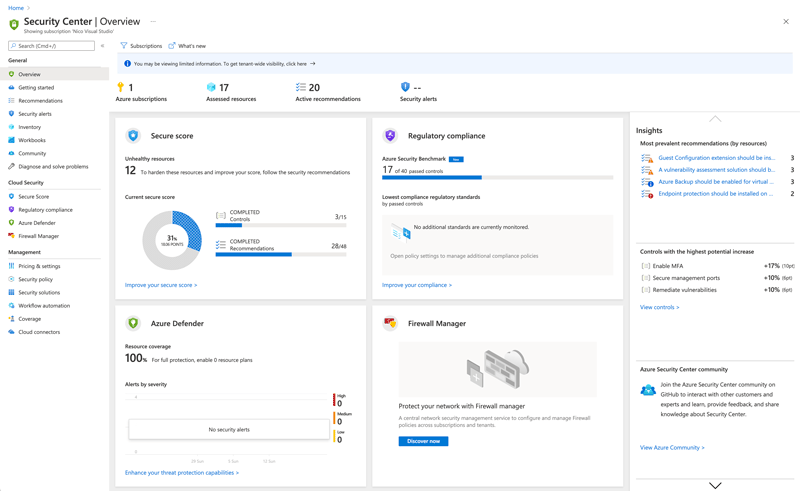 Home >
Security Center | Overview ...
Showing subscription 'Nico Visual Studio'
Search (Cmd+/)
Subscriptions
What's new
General
Overview
Getting started
Recommendations
Security alerts
Inventory
Workbooks
Community
Diagnose and solve problems
Cloud Security
Secure Score
Regulatory compliance
Azure Defender
Firewall Manager
Management
Pricing & settings
Security policy
Security solutions
Workflow automation
Coverage
Cloud connectors
You may be viewing limited information. To get tenant-wide visibility, click here →
1
Azure subscriptions
17
Assessed resources
20
Active recommendations
--
Security alerts
Secure score
Unhealthy resources
12 To harden these resources and improve your score, follow the security recommendations
Current secure score
31%
COMPLETED
Controls
3/15
COMPLETED
Recommendations
28/48
Improve your secure score >
Regulatory compliance
Azure Security Benchmark New
17 of 40 passed controls
Lowest compliance regulatory standards
by passed controls
No additional standards are currently monitored.
Open policy settings to manage additional compliance policies
Improve your compliance >
Azure Defender
Resource coverage
100% For full protection, enable 0 resource plans
Alerts by severity
4
2
0
No security alerts
High
0
Medium
0
Low
0
29 Sun
5 Sun
12 Sun
Enhance your threat protection capabilities >
Firewall Manager
Protect your network with Firewall manager
A central network security management service to configure and manage Firewall
policies across subscriptions and tenants.
Discover now
Insights
Most prevalent recommendations (by resources)
Guest Configuration extension should be ins... 3
A vulnerability assessment solution should b... 3
Azure Backup should be enabled for virtual ... 3
Endpoint protection should be installed on ... 2
Controls with the highest potential increase
Enable MFA +17% (10pt)
Secure management ports +10% (6pt)
Remediate vulnerabilities +10% (6pt)
View controls >
Azure Security Center community
Join the Azure Security Center community on
GitHub to interact with other customers and
experts and learn, provide feedback, and share
knowledge about Security Center.
View Azure Community >